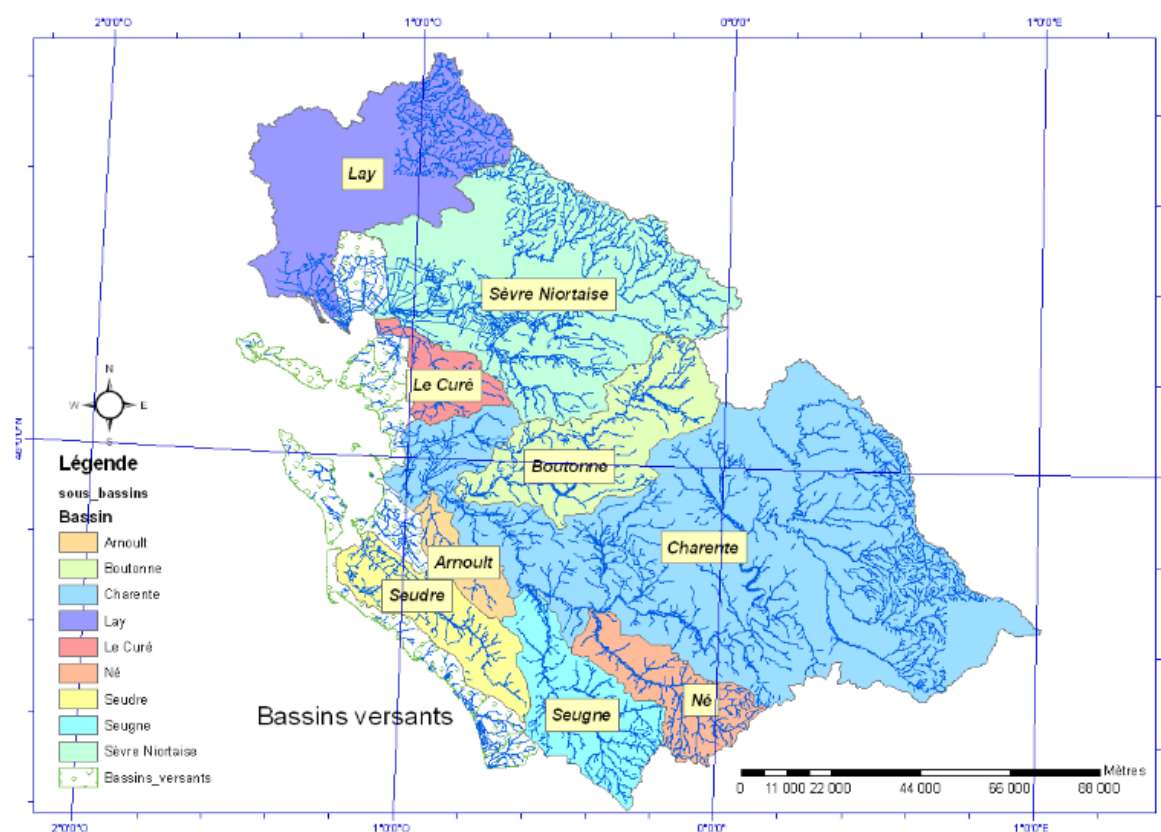 2°0'0"O 1°0'0"O 0°0'0" 1°0'0"E
Lay
Sèvre Niortaise
Le Curé
N
W E
S
46°0'0"N
Boutonne
Charente
Arnoult
Seudre
Né
Seugne
Légende
sous_bassins
Bassin
Arnoult
Boutonne
Charente
Lay
Le Curé
Né
Seudre
Seugne
Sèvre Niortaise
Bassins_versants
Bassins versants
Mètres
0 11 000 22 000 44 000 66 000 88 000
2°0'0"O 1°0'0"O 0°0'0" 1°0'0"E